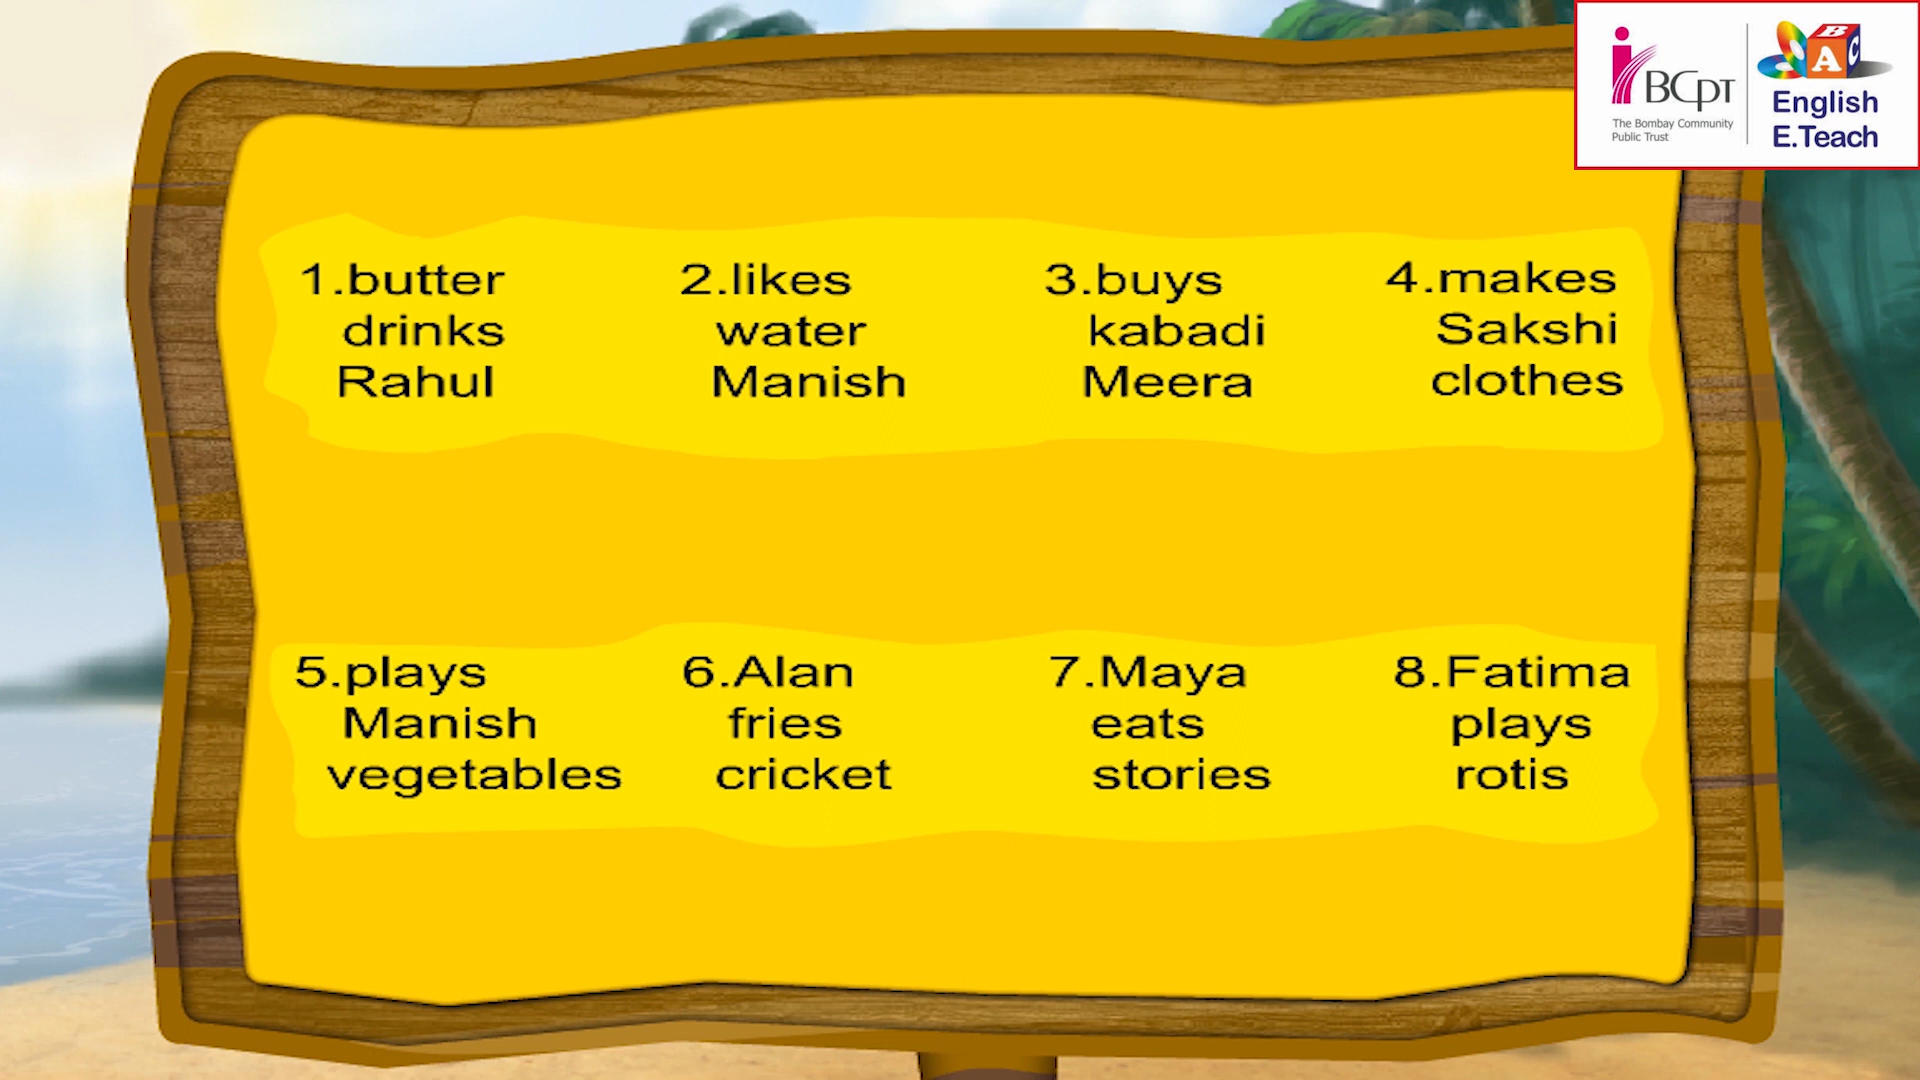 BCPT
The Bombay Community
Public Trust
B
A C
English
E.Teach
1.butter
drinks
Rahul
2.likes
water
Manish
3.buys
kabadi
Meera
4.makes
Sakshi
clothes
5.plays
Manish
vegetables
6.Alan
fries
cricket
7.Maya
eats
stories
8.Fatima
plays
rotis